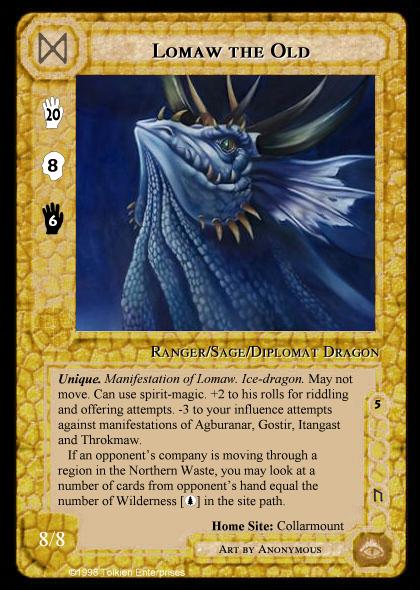 Lomaw the Old
20
8
6
Ranger/Sage/Diplomat Dragon
Unique. Manifestation of Lomaw. Ice-dragon. May not
move. Can use spirit-magic. +2 to his rolls for riddling
and offering attempts. -3 to your influence attempts
against manifestations of Agburanar, Gostir, Itangast
and Throkmaw.
If an opponent's company is moving through a
region in the Northern Waste, you may look at a
number of cards from opponent's hand equal the
number of Wilderness [ ] in the site path.
5
Home Site: Collarmount
8/8
Art by Anonymous
©1998 Tolkien Enterprises